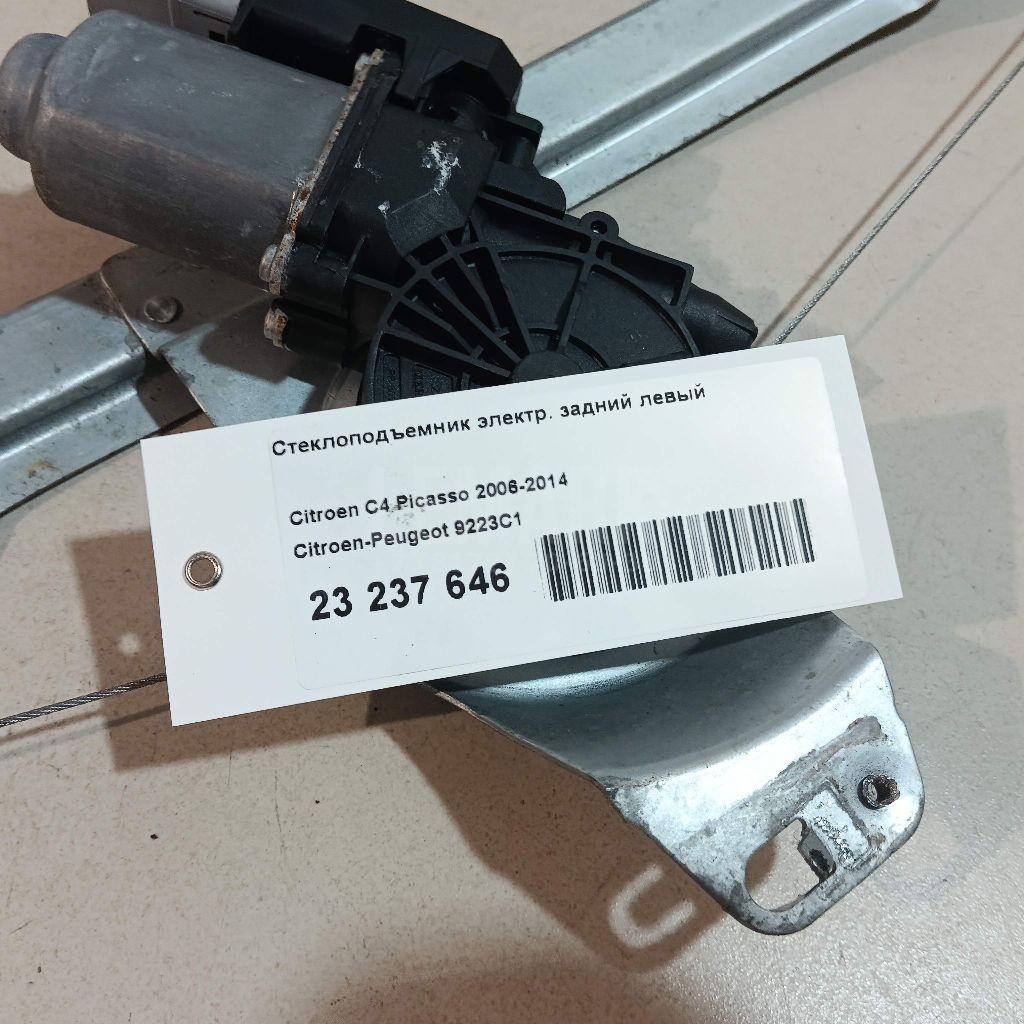 Стеклоподъемник электр. задний левый
Citroen C4 Picasso 2006-2014
Citroen-Peugeot 9223C1
23 237 646